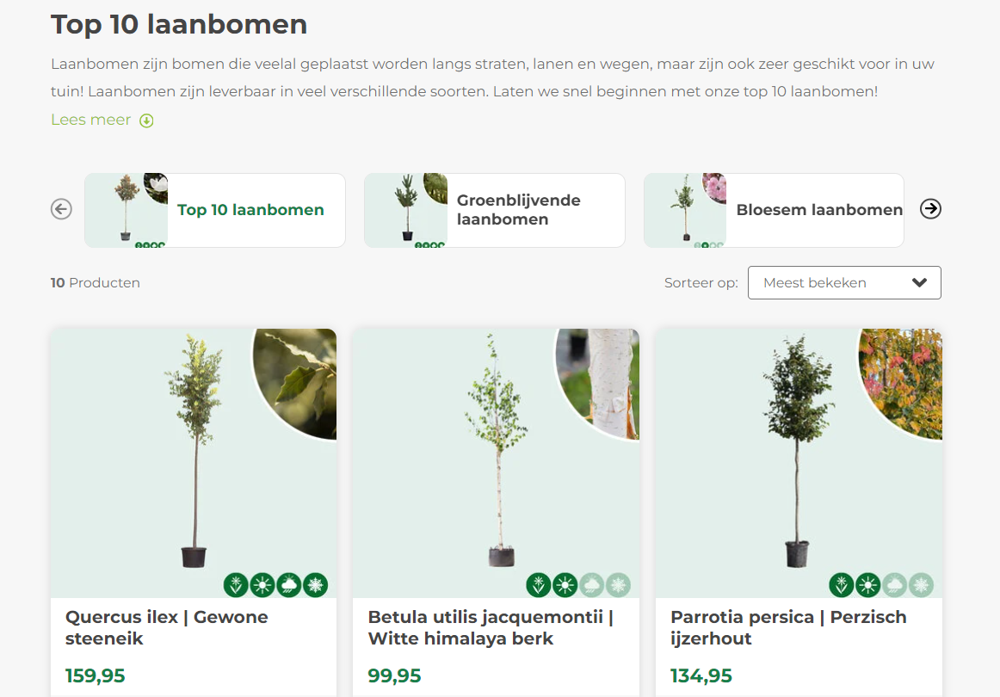 Top 10 laanbomen
Laanbomen zijn bomen die veelal geplaatst worden langs straten, lanen en wegen, maar zijn ook zeer geschikt voor in uw
tuin! Laanbomen zijn leverbaar in veel verschillende soorten. Laten we snel beginnen met onze top 10 laanbomen!
Lees meer
Top 10 laanbomen
Groenblijvende
laanbomen
Bloesem laanbomen
10 Producten
Sorteer op:
Meest bekeken
Quercus ilex | Gewone
steeneik
159,95
Betula utilis jacquemontii |
Witte himalaya berk
99,95
Parrotia persica | Perzisch
ijzerhout
134,95